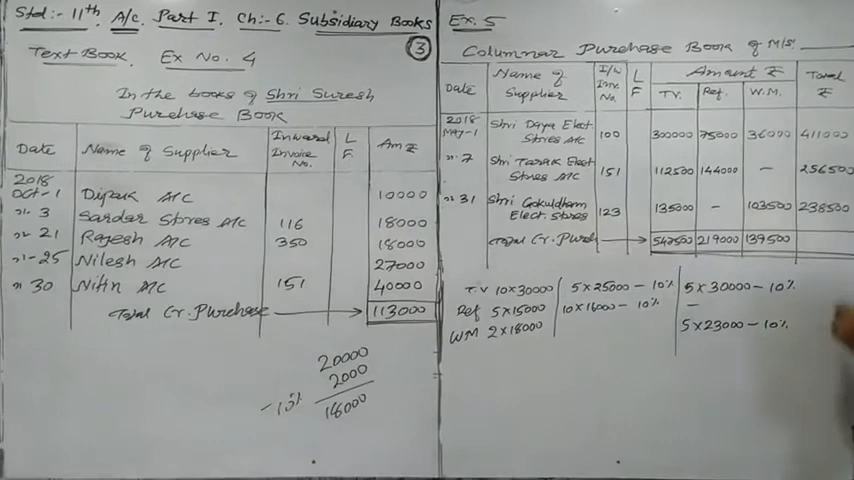 Std:- 11th. A/c. Part I. Ch:- 6. Subsidiary Books
3
Text Book. Ex No. 4
In the books of Shri Suresh
Purchase Book
Date Name of Supplier Inward Invoice No. L F. Am ₹
2018
Oct-1 Dipak A/c 10000
" 3 Sardar Stores A/c 116 18000
" 21 Rajesh A/c 350 18000
" 25 Nilesh A/c 27000
" 30 Nitin A/c 151 40000
Total Cr. Purchase → 113000
20000
2000
-10% 18000
Ex. 5
Columnar Purchase Book of M/s.
Date Name of Supplier I/W Inv. No. L F Amount ₹ Total ₹
T.V. Ref. W.M.
2018 Shri Daya Elect.
May-1 Stores A/c 100 300000 75000 36000 411000
" 7 Shri Tarak Elect
Stores A/c 151 112500 144000 — 256500
" 31 Shri Gokuldham
Elect. Stores 123 135000 - 103500 238500
Total Cr. Purch → 547500 219000 139500
T.V 10 x 30000 5 x 25000 - 10% 5 x 30000 - 10%
Ref 5 x 15000 10 x 16000 - 10% —
WM 2 x 18000 5 x 23000 - 10%